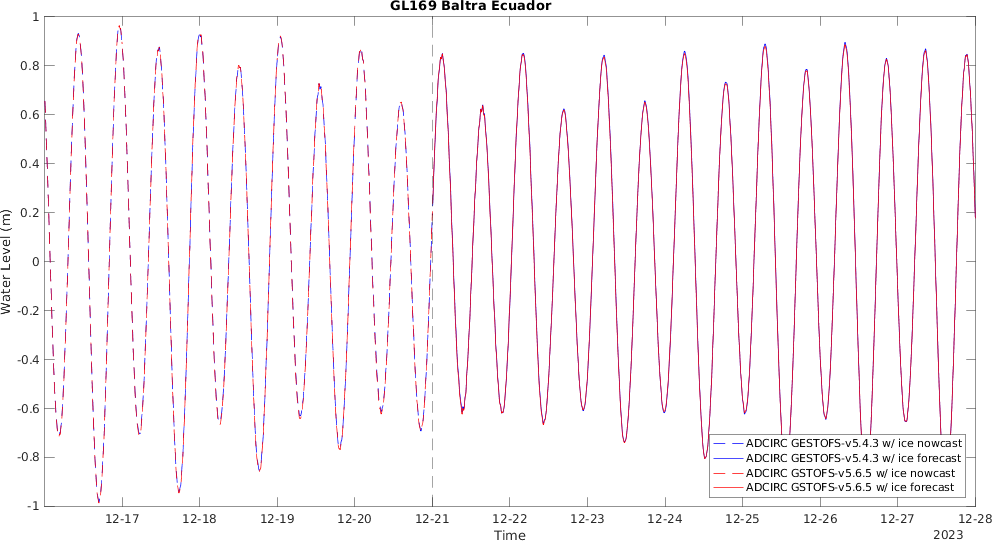 GL169 Baltra Ecuador
1
0.8
0.6
0.4
0.2
0
-0.2
-0.4
-0.6
-0.8
-1
Water Level (m)
ADCIRC GESTOFS-v5.4.3 w/ ice nowcast
ADCIRC GESTOFS-v5.4.3 w/ ice forecast
ADCIRC GSTOFS-v5.6.5 w/ ice nowcast
ADCIRC GSTOFS-v5.6.5 w/ ice forecast
12-17 12-18 12-19 12-20 12-21 12-22 12-23 12-24 12-25 12-26 12-27 12-28
Time
2023